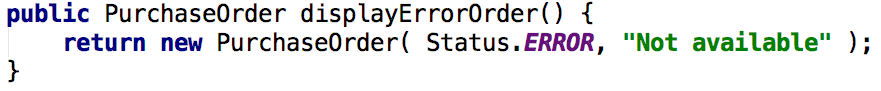 public PurchaseOrder displayErrorOrder() {
    return new PurchaseOrder( Status.ERROR, "Not available" );
}